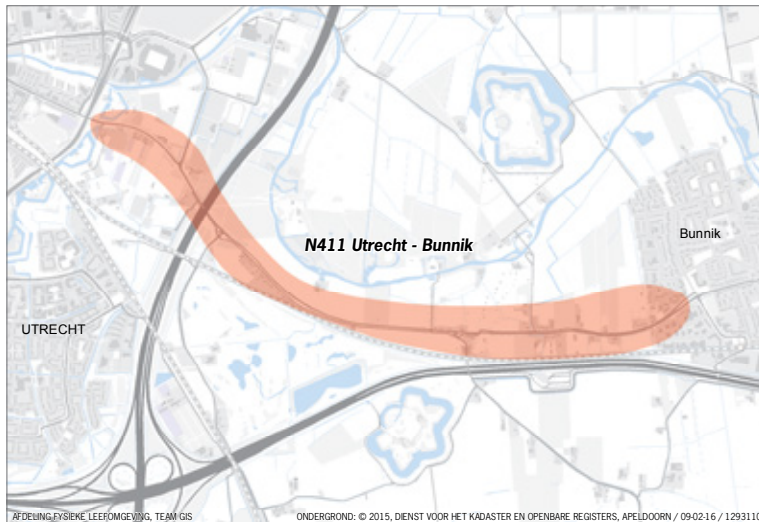 N411 Utrecht - Bunnik
Bunnik
UTRECHT
AFDELING FYSIEKE LEEFOMGEVING, TEAM GIS
ONDERGROND: © 2015, DIENST VOOR HET KADASTER EN OPENBARE REGISTERS, APELDOORN / 09-02-16 / 1293110